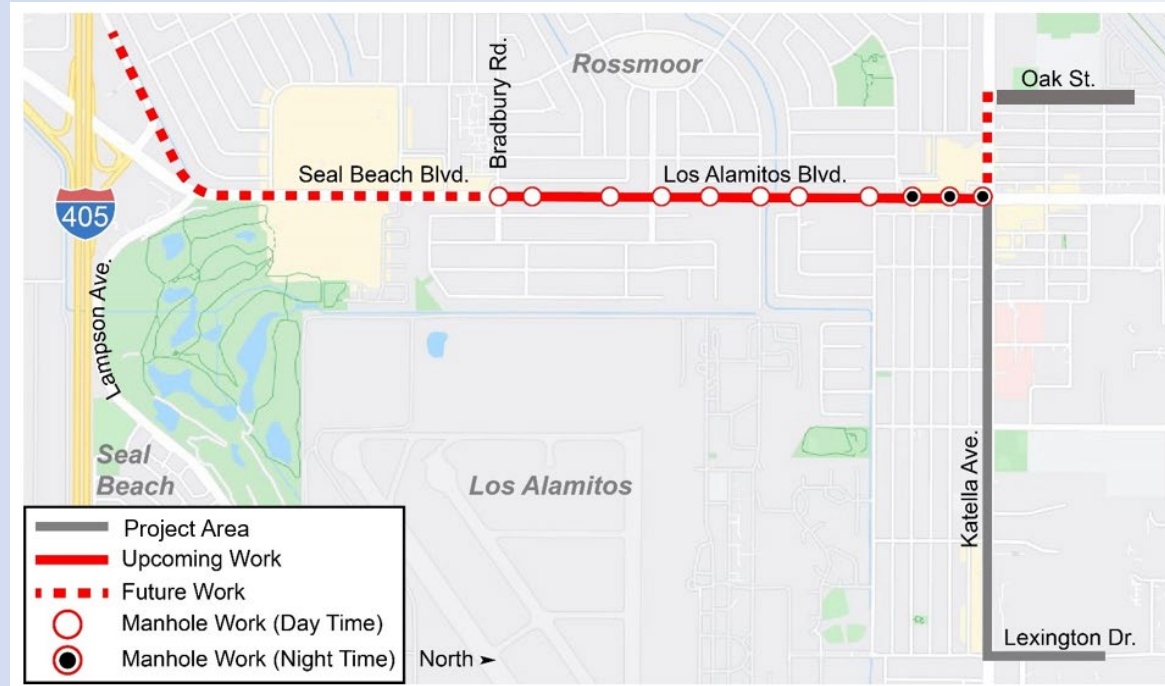 Rossmoor
Oak St.
Bradbury Rd.
Seal Beach Blvd.
Los Alamitos Blvd.
405
Lampson Ave.
Seal
Beach
Los Alamitos
Katella Ave.
Lexington Dr.
Project Area
Upcoming Work
Future Work
Manhole Work (Day Time)
Manhole Work (Night Time)
North ➤